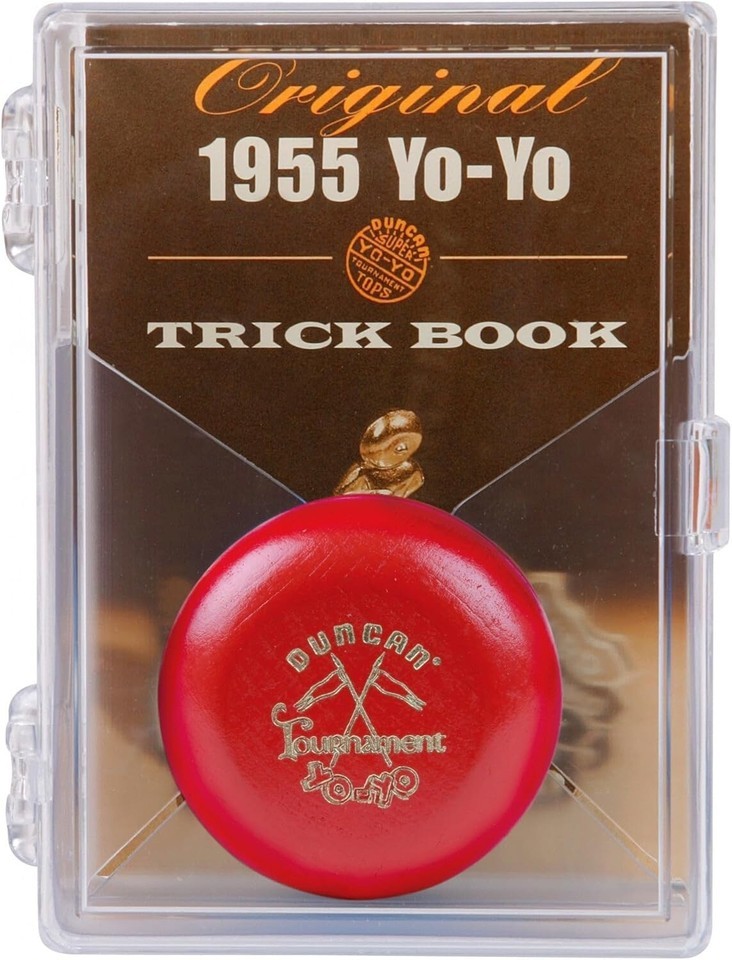 Original
1955 Yo-Yo
DUNCAN
SUPER
YO-YO
TOURNAMENT
TOPS
TRICK BOOK
DUNCAN®
Tournament
YO-YO